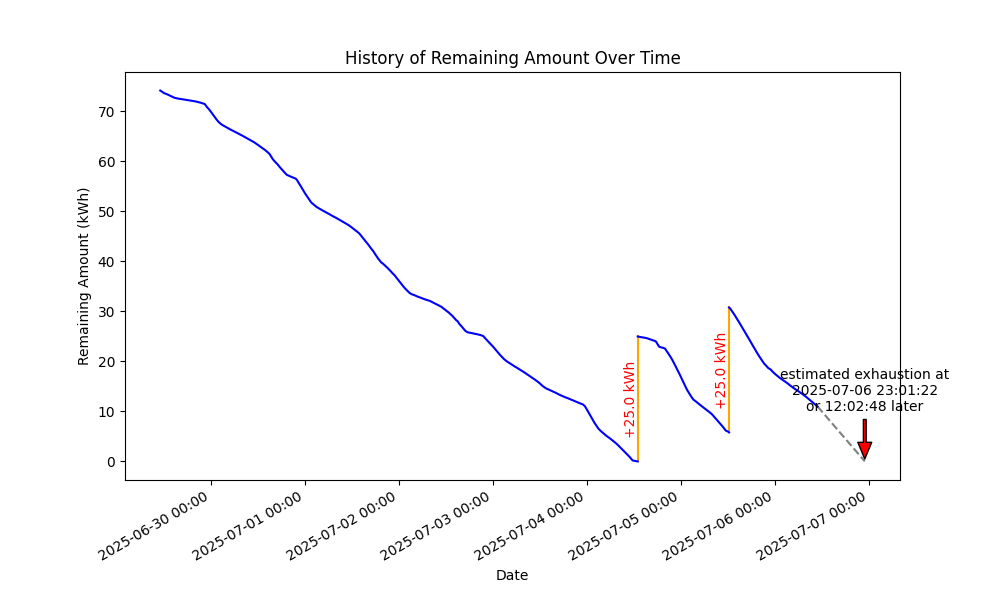 History of Remaining Amount Over Time
Remaining Amount (kWh)
70
60
50
40
30
20
10
0
+25.0 kWh
+25.0 kWh
estimated exhaustion at
2025-07-06 23:01:22
or 12:02:48 later
2025-06-30 00:00
2025-07-01 00:00
2025-07-02 00:00
2025-07-03 00:00
2025-07-04 00:00
2025-07-05 00:00
2025-07-06 00:00
2025-07-07 00:00
Date